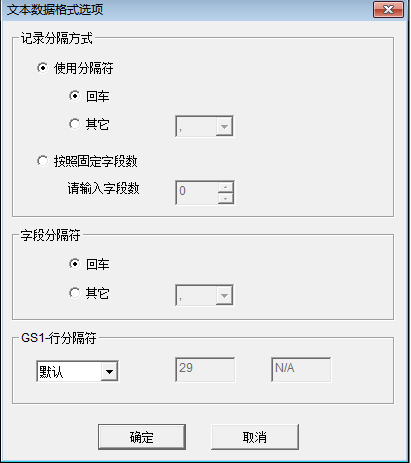 文本数据格式选项
记录分隔方式
使用分隔符
回车
其它
,
按照固定字段数
请输入字段数
0
字段分隔符
回车
其它
,
GS1-行分隔符
默认
29
N/A
确定
取消